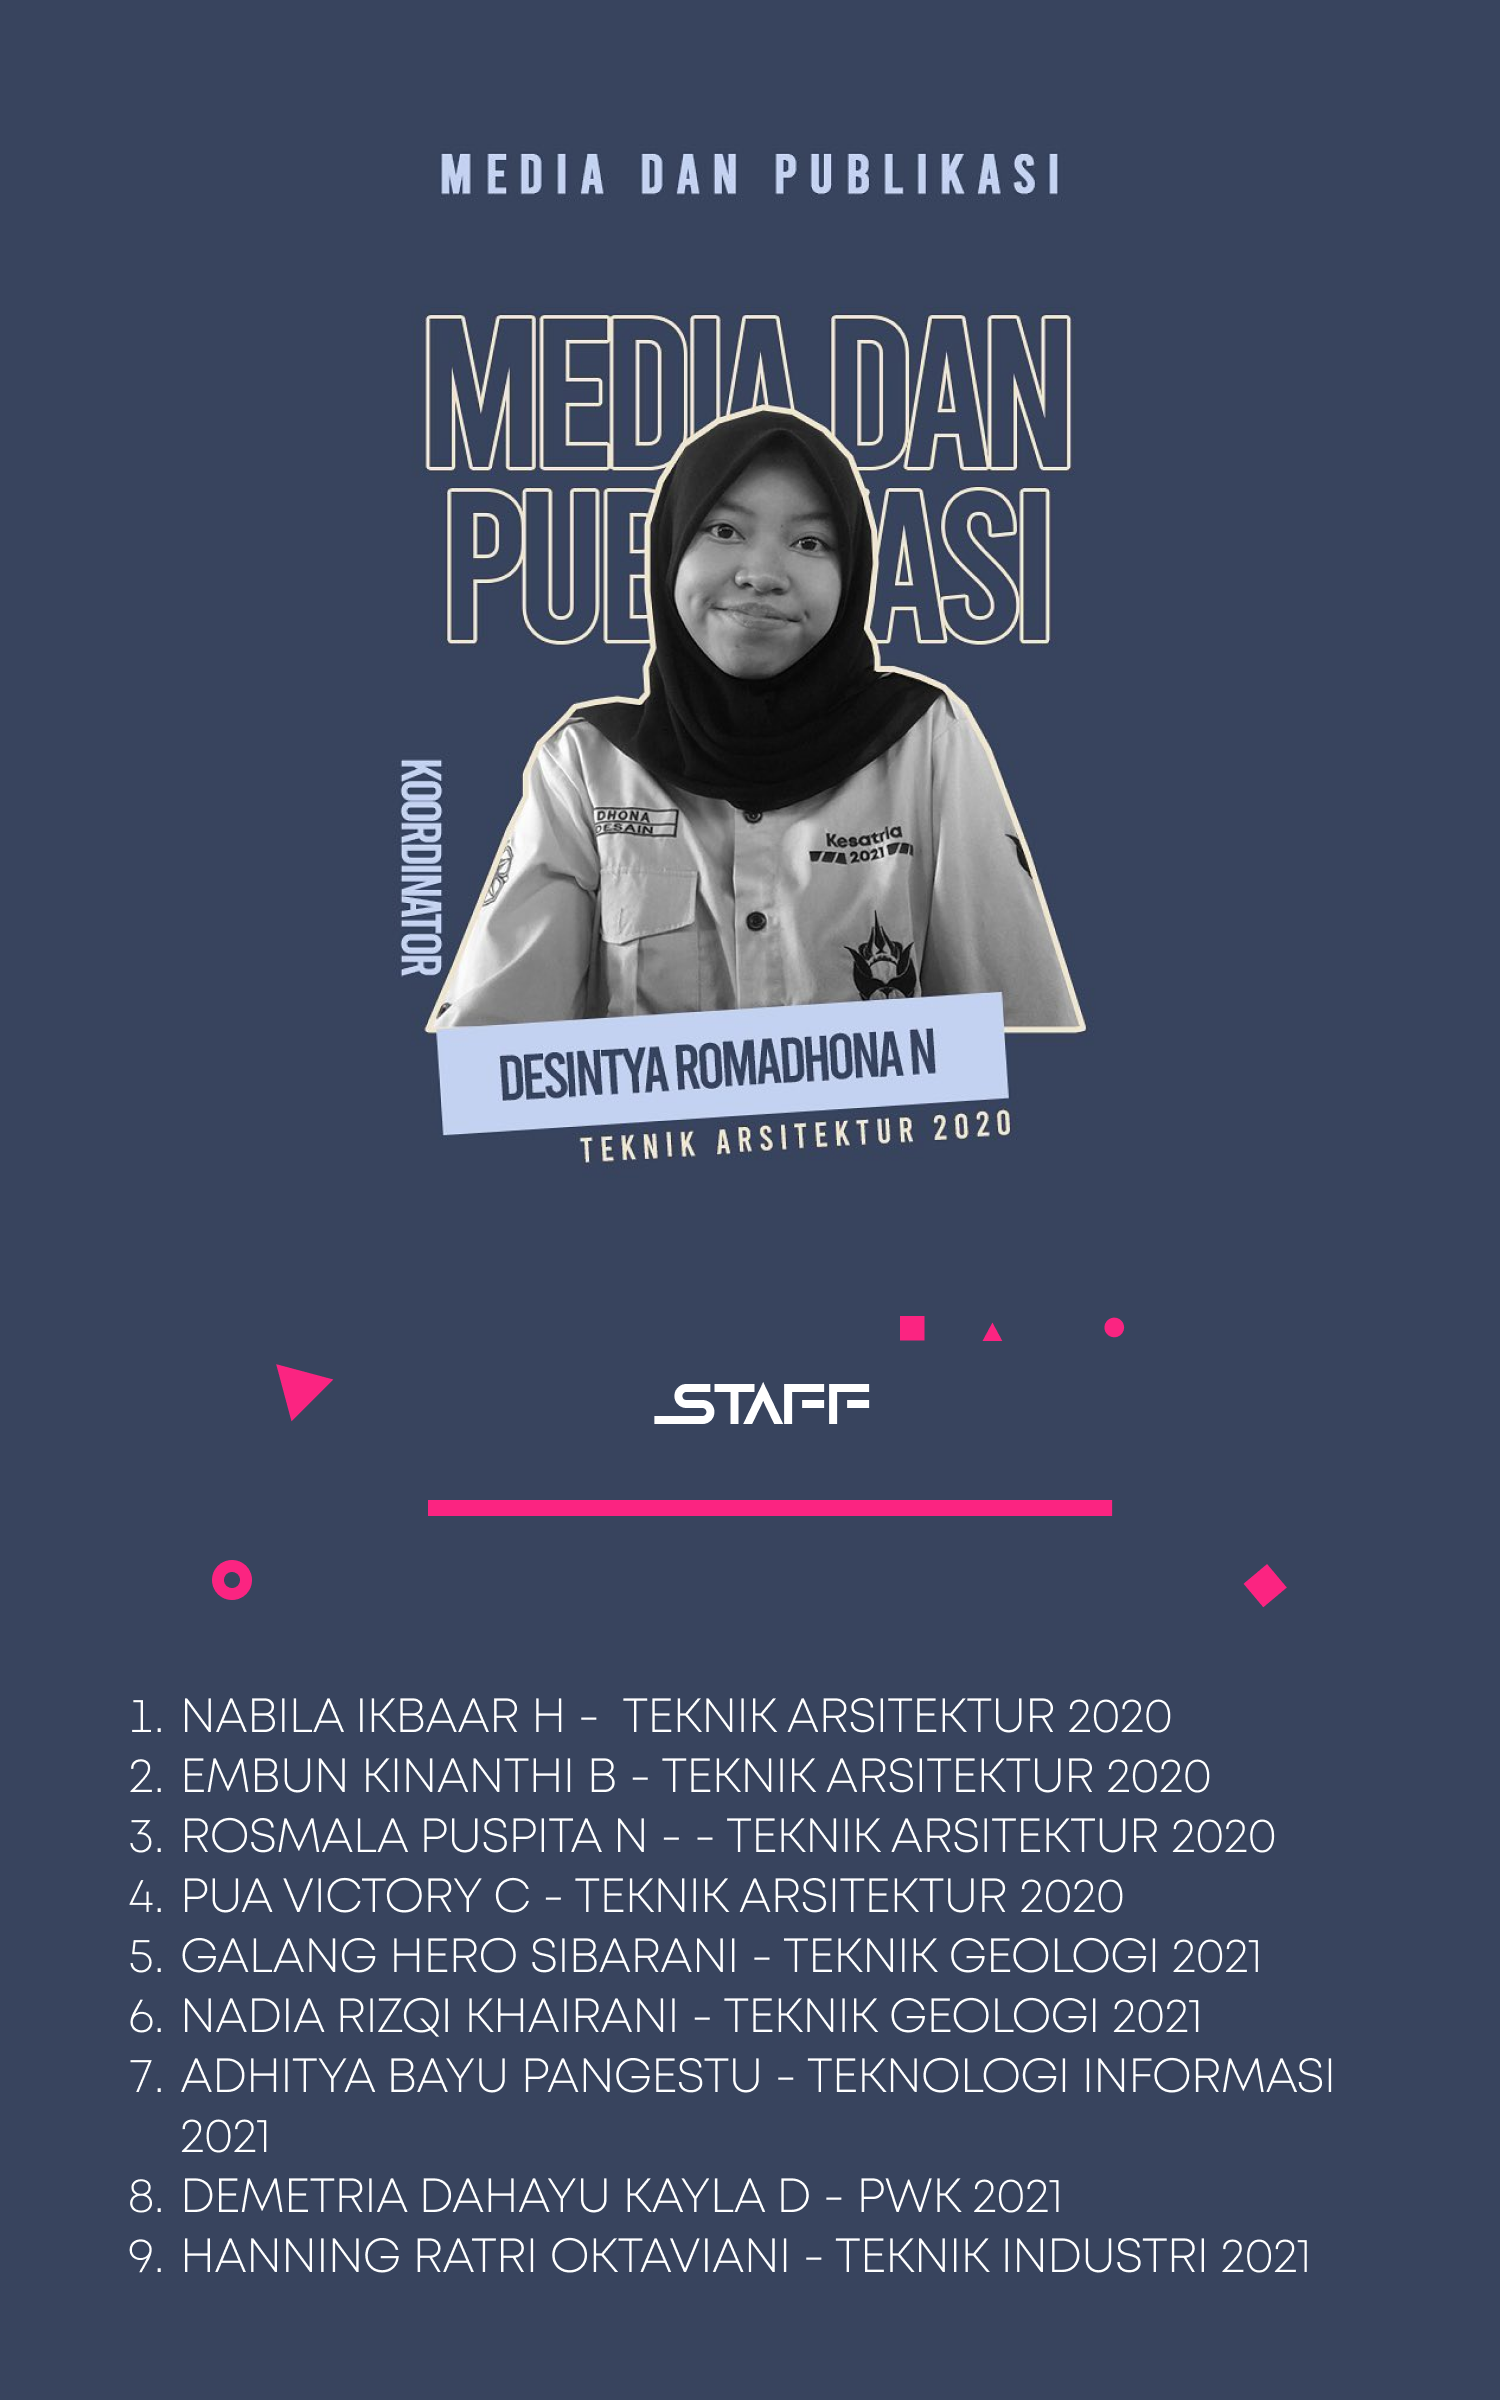 MEDIA DAN PUBLIKASI
MEDIA DAN
PUB ASI
KOORDINATOR
DHONA
DESAIN
Kesatria
2021
DESINTYA ROMADHONA N
TEKNIK ARSITEKTUR 2020
STAFF
1. NABILA IKBAAR H - TEKNIK ARSITEKTUR 2020
2. EMBUN KINANTHI B - TEKNIK ARSITEKTUR 2020
3. ROSMALA PUSPITA N - - TEKNIK ARSITEKTUR 2020
4. PUA VICTORY C - TEKNIK ARSITEKTUR 2020
5. GALANG HERO SIBARANI - TEKNIK GEOLOGI 2021
6. NADIA RIZQI KHAIRANI - TEKNIK GEOLOGI 2021
7. ADHITYA BAYU PANGESTU - TEKNOLOGI INFORMASI
2021
8. DEMETRIA DAHAYU KAYLA D - PWK 2021
9. HANNING RATRI OKTAVIANI - TEKNIK INDUSTRI 2021